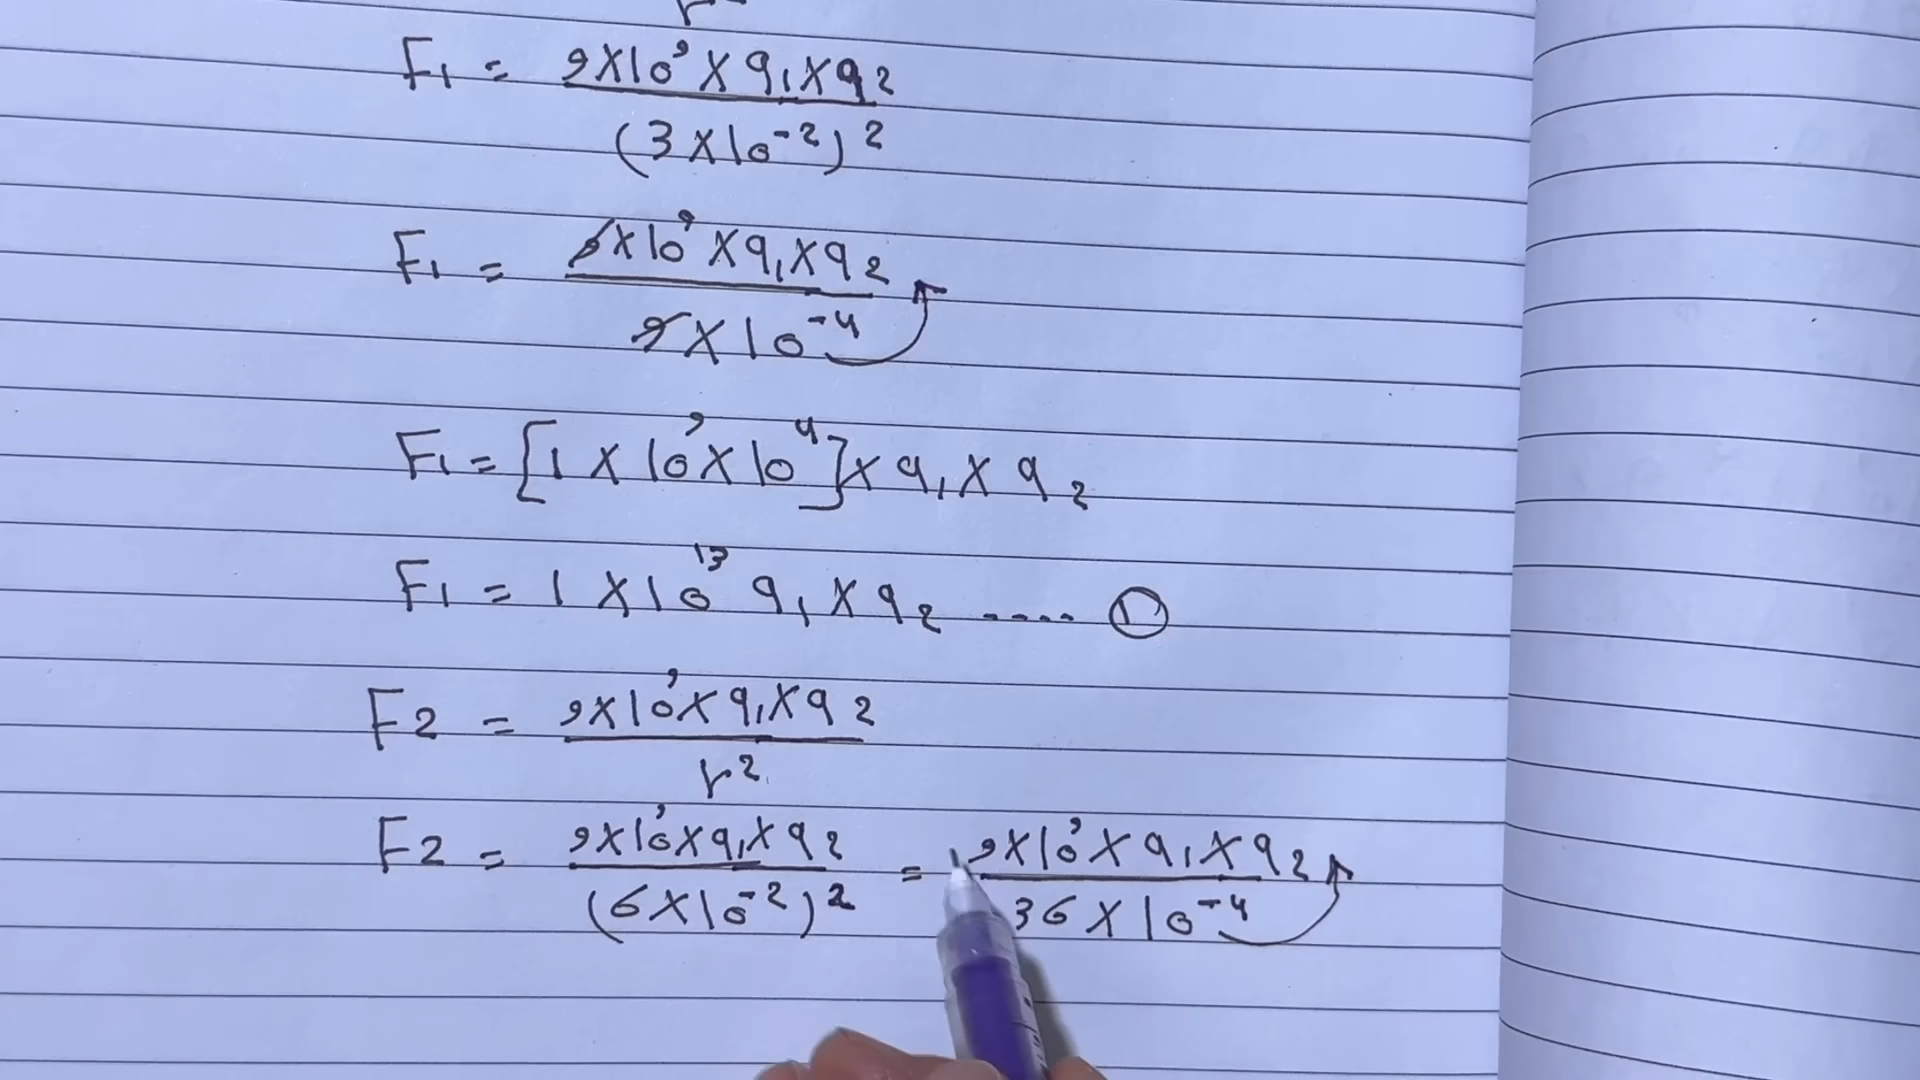 F1 = 9×10⁹ × q₁ × q₂
(3×10⁻²)²
F1 = 9×10⁹ × q₁ × q₂
9×10⁻⁴
F1 = [1 × 10⁹ × 10⁴] × q₁ × q₂
F1 = 1 × 10¹³ q₁ × q₂ ---- ①
F2 = 9×10⁹ × q₁ × q₂
r²
F2 = 9×10⁹ × q₁ × q₂ = 9×10⁹ × q₁ × q₂
(6×10⁻²)² 36×10⁻⁴